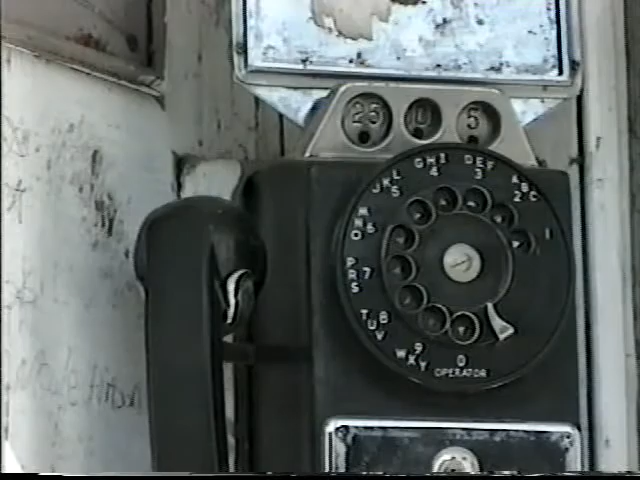 25 10 5
GHI 4
DEF 3
JKL 5
ABC 2
MNO 6
1
PRS 7
TUV 8
WXY 9
0
OPERATOR